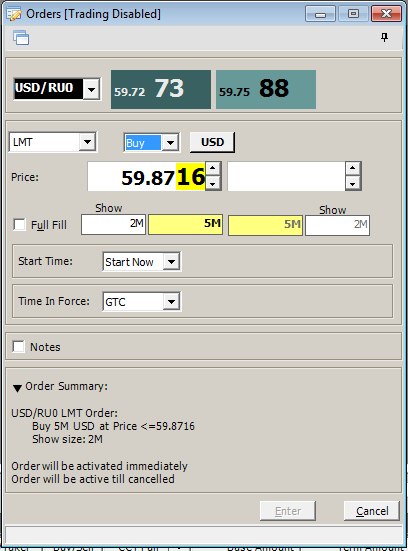 Orders [Trading Disabled]
USD/RU0 59.72 73 59.75 88
LMT Buy USD
Price: 59.8716
Show Show
Full Fill 2M 5M 5M 2M
Start Time: Start Now
Time In Force: GTC
Notes
Order Summary:
USD/RU0 LMT Order:
Buy 5M USD at Price <=59.8716
Show size: 2M
Order will be activated immediately
Order will be active till cancelled
Enter Cancel